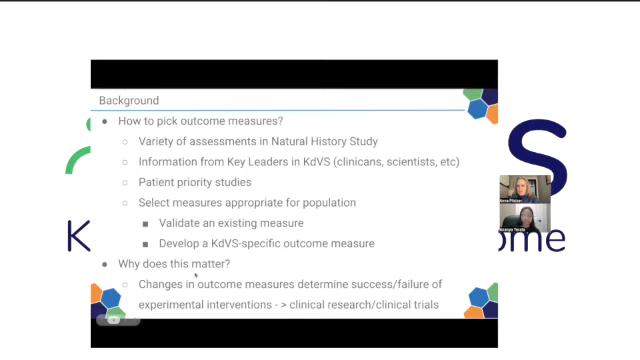 Background
● How to pick outcome measures?
○ Variety of assessments in Natural History Study
○ Information from Key Leaders in KdVS (clinicians, scientists, etc)
○ Patient priority studies
○ Select measures appropriate for population
■ Validate an existing measure
■ Develop a KdVS-specific outcome measure
● Why does this matter?
○ Changes in outcome measures determine success/failure of
experimental interventions - > clinical research/clinical trials
S
K
ome